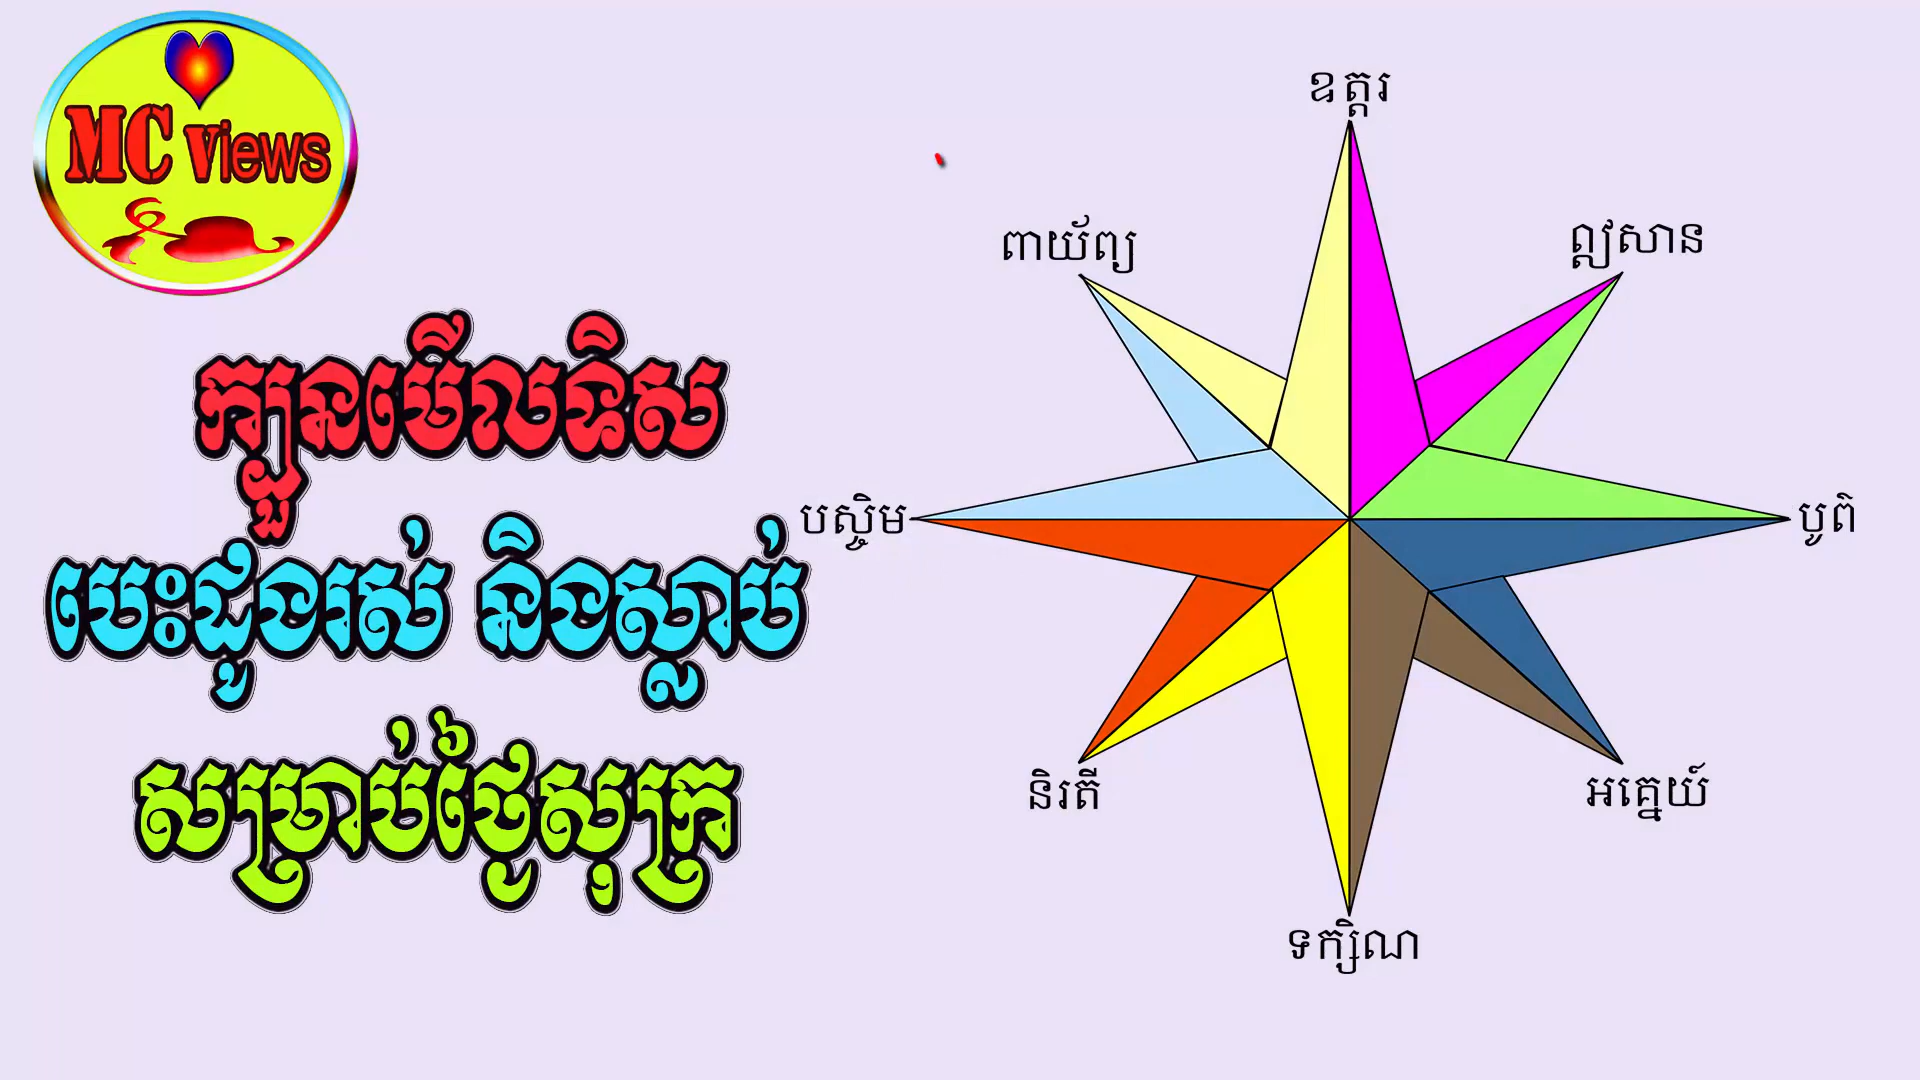 MC Views
ក្បួនមើលទិស
បេះដូងរស់ និងស្លាប់
សម្រាប់ថ្ងៃសុក្រ
ឧត្តរ
ពាយ័ព្យ
ឦសាន
បស្ចិម
បូព៌
និរតី
អគ្នេយ៍
ទក្សិណ